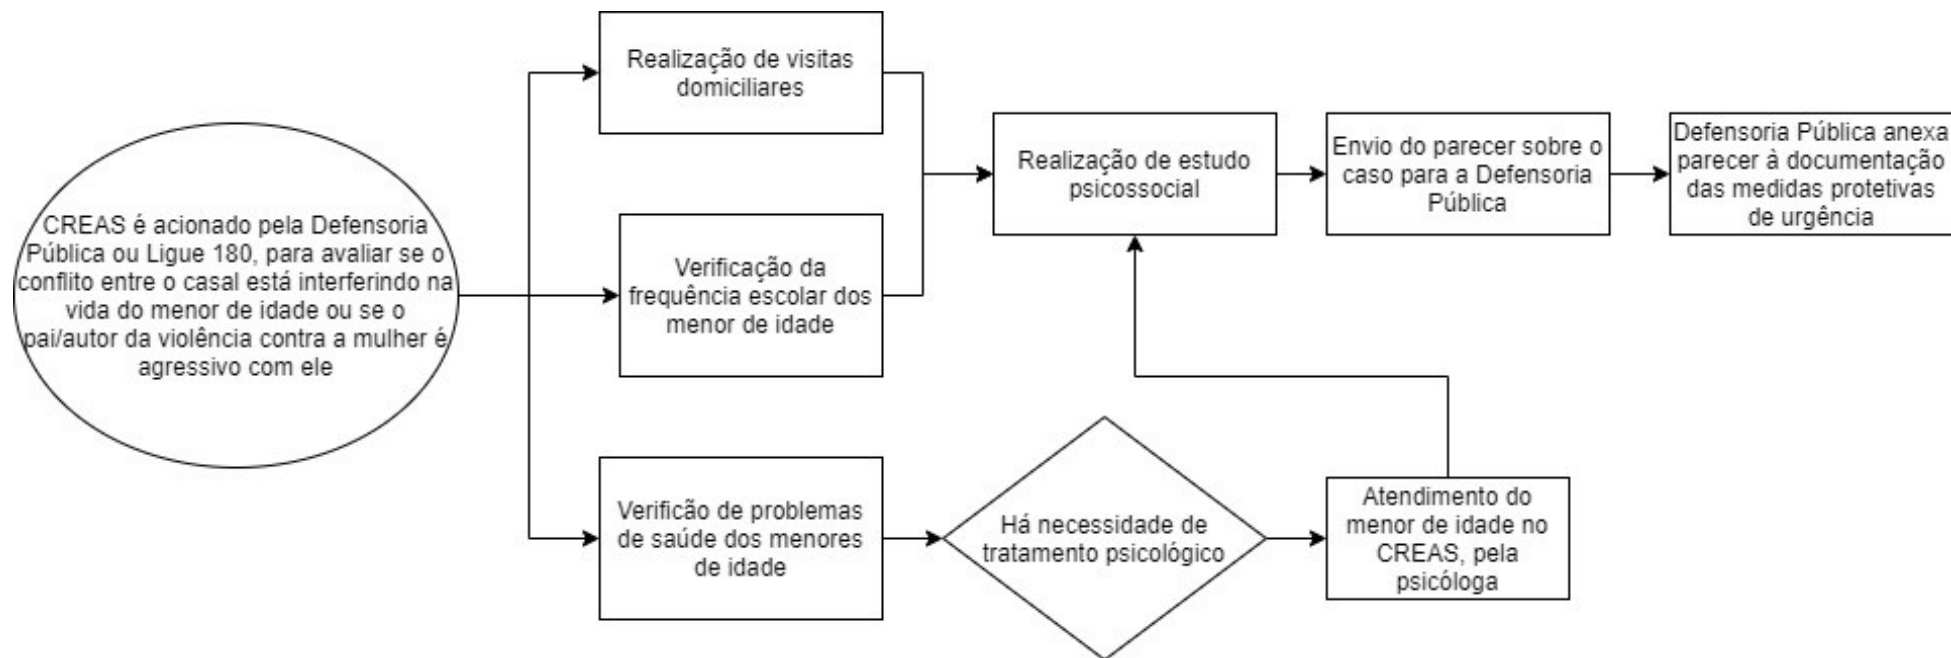 CREAS é acionado pela Defensoria
Pública ou Ligue 180, para avaliar se o
conflito entre o casal está interferindo na
vida do menor de idade ou se o
pai/autor da violência contra a mulher é
agressivo com ele
Realização de visitas
domiciliares
Verificação da
frequência escolar dos
menor de idade
Verificão de problemas
de saúde dos menores
de idade
Há necessidade de
tratamento psicológico
Atendimento do
menor de idade no
CREAS, pela
psicóloga
Realização de estudo
psicossocial
Envio do parecer sobre o
caso para a Defensoria
Pública
Defensoria Pública anexa
parecer à documentação
das medidas protetivas
de urgência